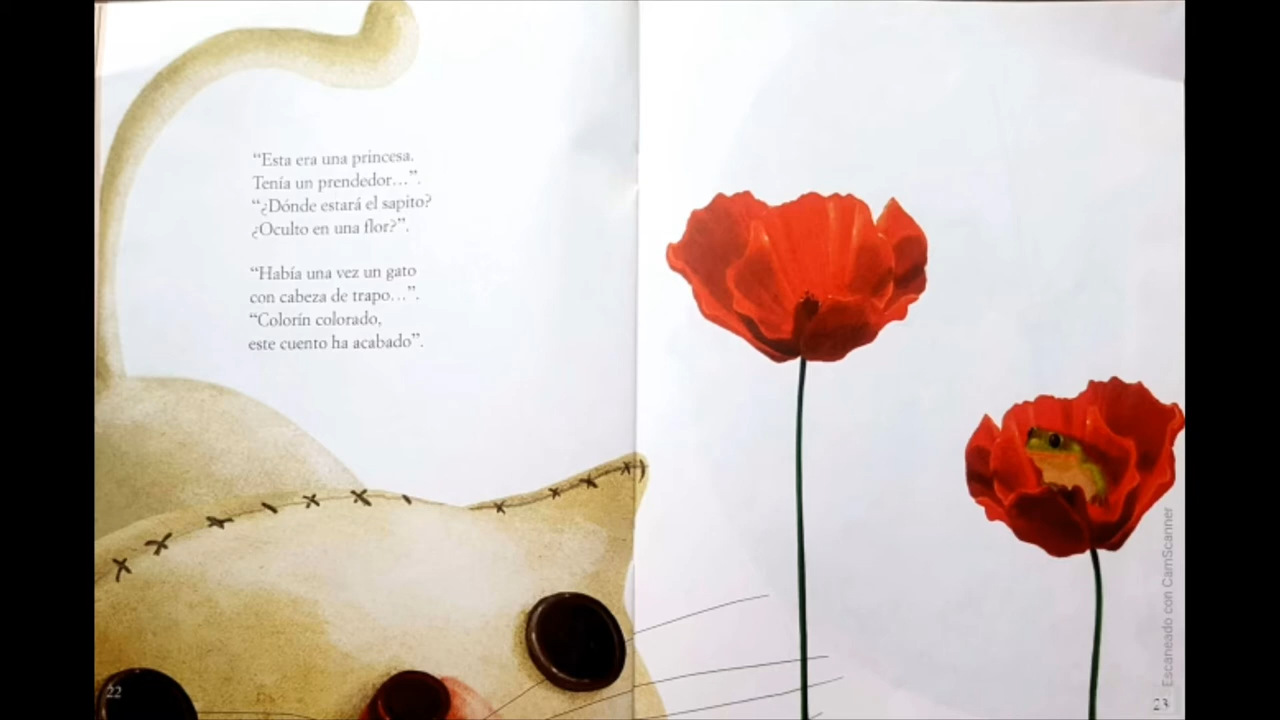 “Esta era una princesa.
Tenía un prendedor...”.
“¿Dónde estará el sapito?
¿Oculto en una flor?”.
“Había una vez un gato
con cabeza de trapo...”.
“Colorín colorado,
este cuento ha acabado”.
22
23
Escaneado con CamScanner